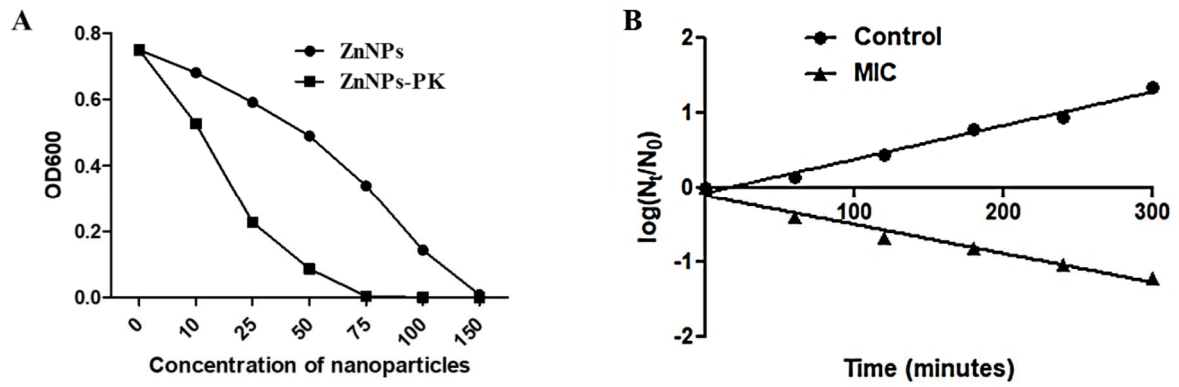 A
0.8
0.6
0.4
0.2
0.0
OD600
ZnNPs
ZnNPs-PK
0
10
25
50
75
100
150
Concentration of nanoparticles
B
2
1
0
-1
-2
log(Nt/N0)
Control
MIC
100
200
300
Time (minutes)